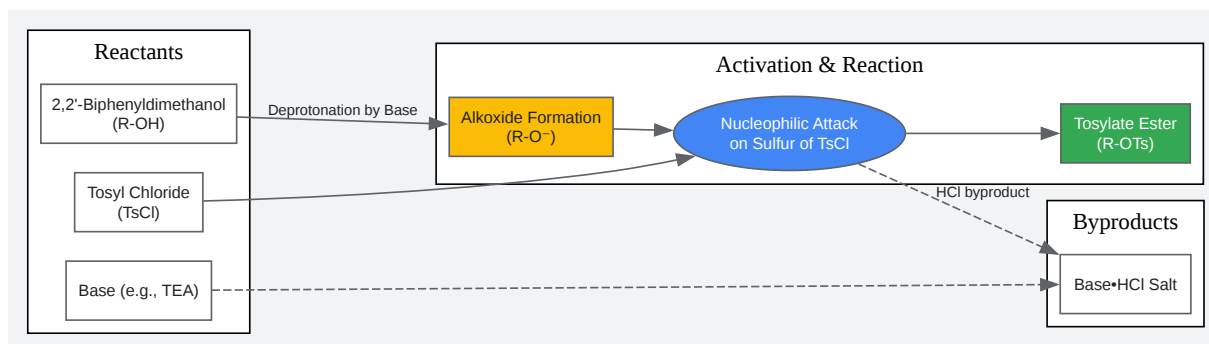 Reactants
2,2'-Biphenyldimethanol
(R-OH)
Tosyl Chloride
(TsCl)
Base (e.g., TEA)
Deprotonation by Base
Activation & Reaction
Alkoxide Formation
(R-O⁻)
Nucleophilic Attack
on Sulfur of TsCl
Tosylate Ester
(R-OTs)
HCl byproduct
Byproducts
Base•HCl Salt